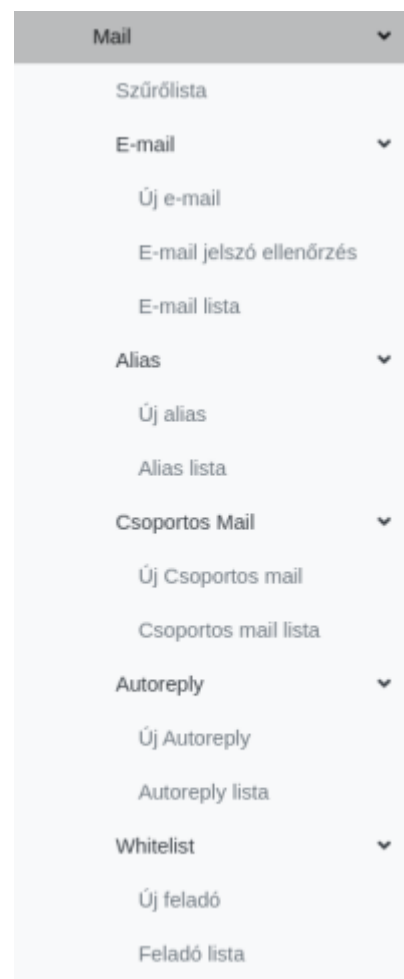 Mail
Szűrőlista
E-mail
Új e-mail
E-mail jelszó ellenőrzés
E-mail lista
Alias
Új alias
Alias lista
Csoportos Mail
Új Csoportos mail
Csoportos mail lista
Autoreply
Új Autoreply
Autoreply lista
Whitelist
Új feladó
Feladó lista